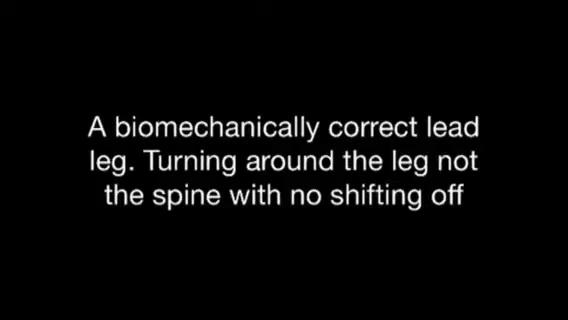 A biomechanically correct lead
leg. Turning around the leg not
the spine with no shifting off